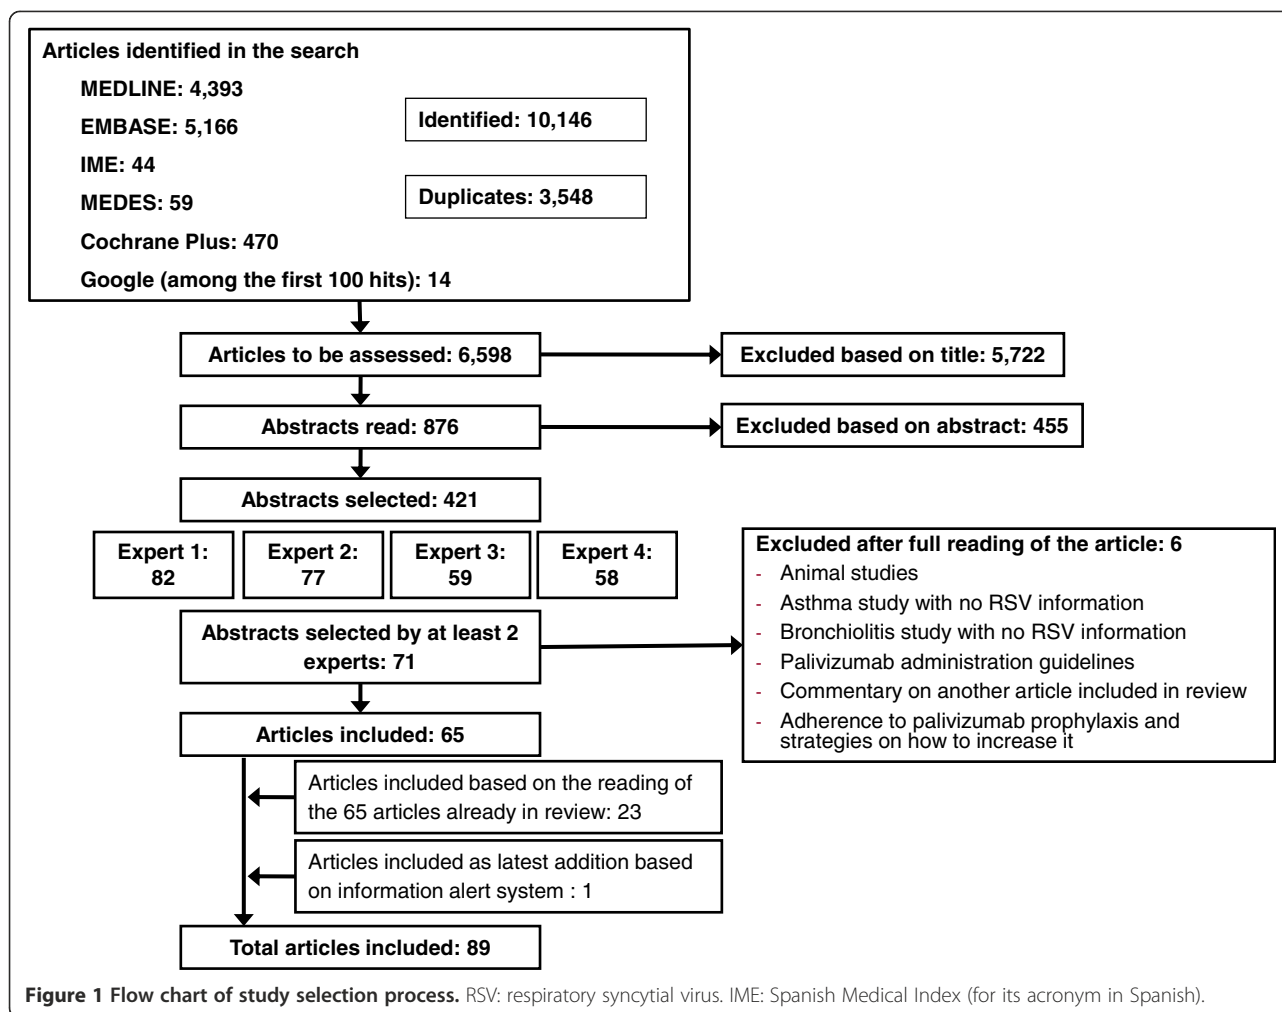 Articles identified in the search
MEDLINE: 4,393
EMBASE: 5,166
IME: 44
MEDES: 59
Cochrane Plus: 470
Google (among the first 100 hits): 14
Identified: 10,146
Duplicates: 3,548
Articles to be assessed: 6,598
Excluded based on title: 5,722
Abstracts read: 876
Excluded based on abstract: 455
Abstracts selected: 421
Expert 1:
82
Expert 2:
77
Expert 3:
59
Expert 4:
58
Abstracts selected by at least 2
experts: 71
Excluded after full reading of the article: 6
- Animal studies
- Asthma study with no RSV information
- Bronchiolitis study with no RSV information
- Palivizumab administration guidelines
- Commentary on another article included in review
- Adherence to palivizumab prophylaxis and
strategies on how to increase it
Articles included: 65
Articles included based on the reading of
the 65 articles already in review: 23
Articles included as latest addition based
on information alert system : 1
Total articles included: 89
Figure 1 Flow chart of study selection process. RSV: respiratory syncytial virus. IME: Spanish Medical Index (for its acronym in Spanish).